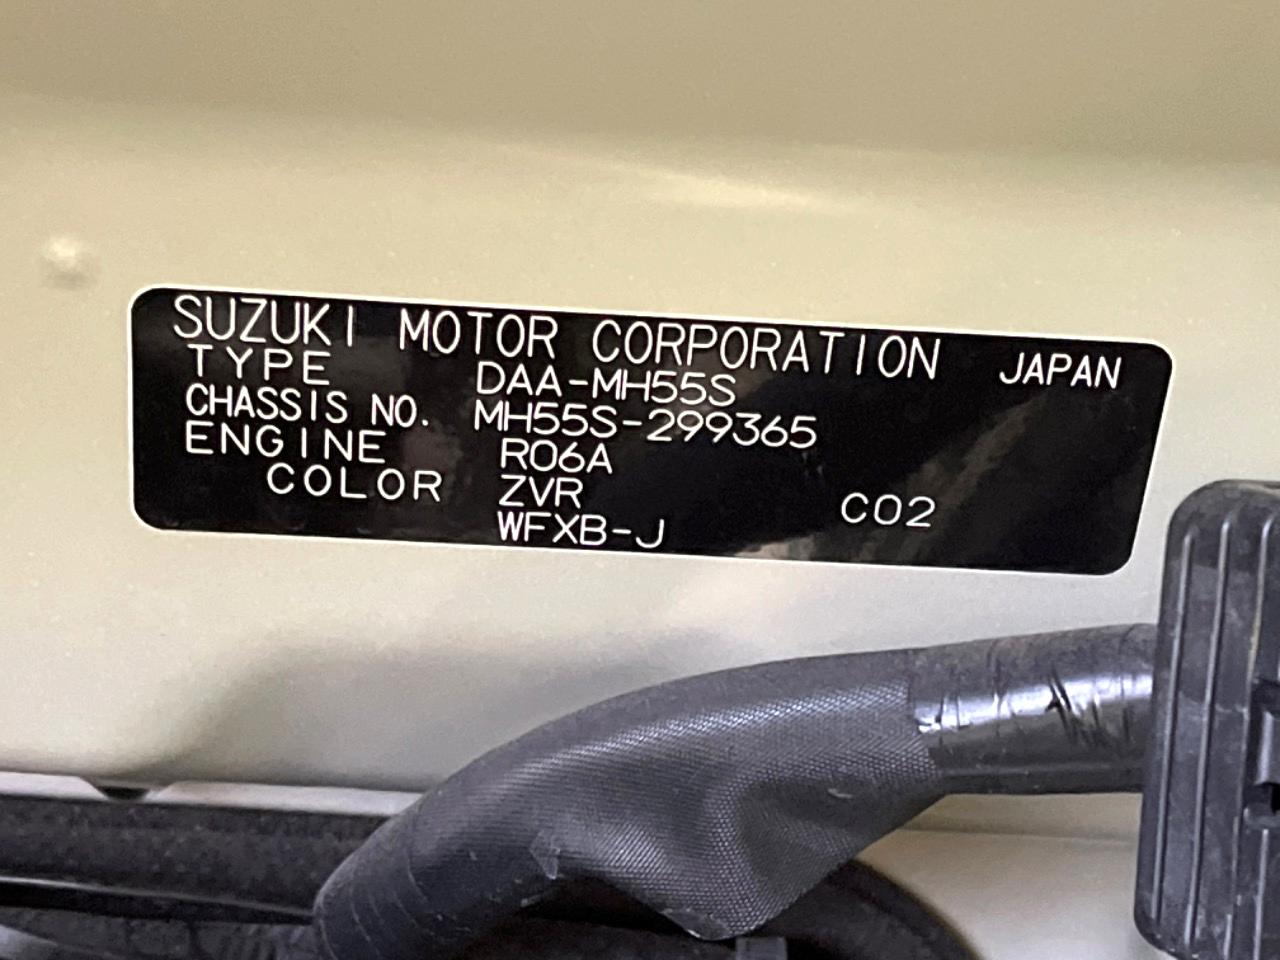 SUZUKI MOTOR CORPORATION JAPAN
TYPE DAA-MH55S
CHASSIS NO. MH55S-299365
ENGINE R06A
COLOR ZVR C02
WFXB-J